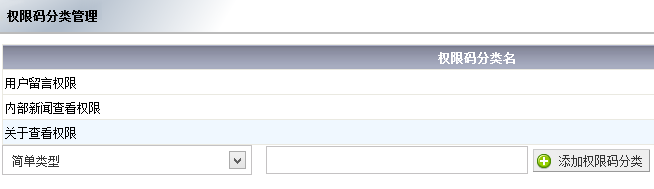 权限码分类管理
权限码分类名
用户留言权限
内部新闻查看权限
关于查看权限
简单类型 添加权限码分类